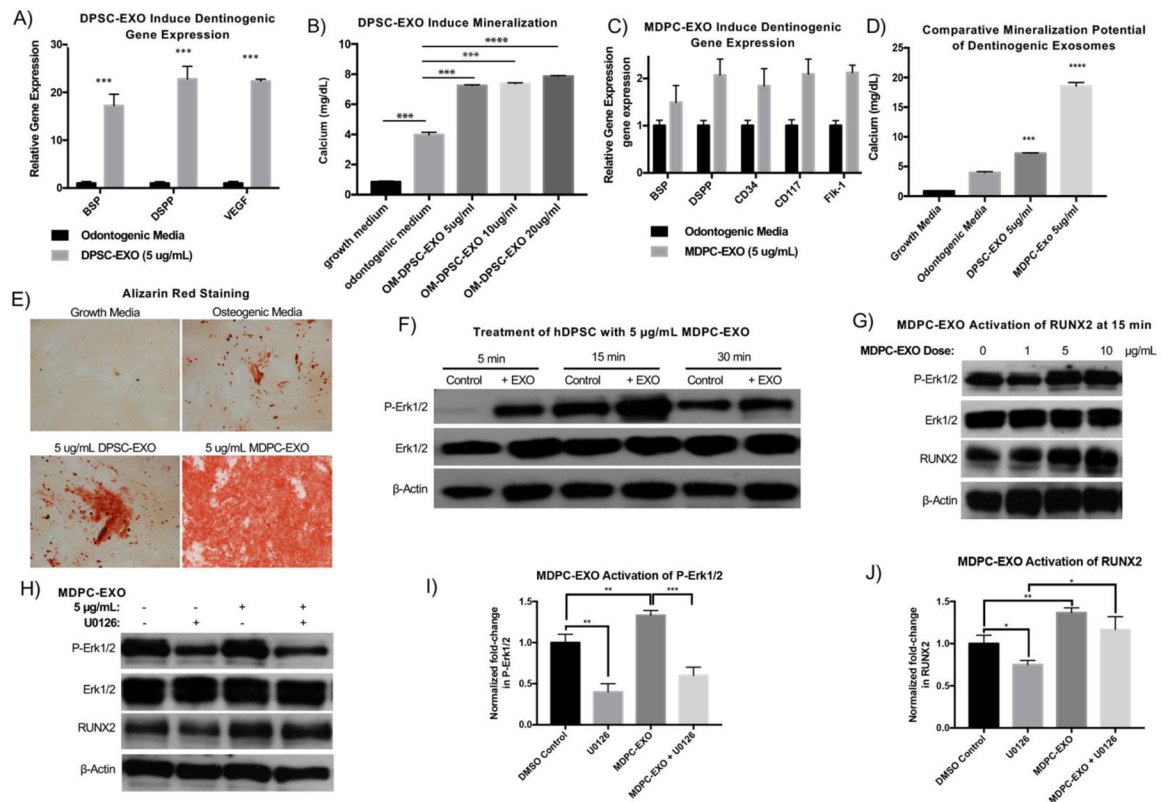 A)
DPSC-EXO Induce Dentinogenic
Gene Expression
Relative Gene Expression
30
20
10
0
***
***
***
BSP
DSPP
VEGF
Odontogenic Media
DPSC-EXO (5 ug/mL)
B)
DPSC-EXO Induce Mineralization
Calcium (mg/dL)
10
8
6
4
2
0
****
***
***
***
growth medium
odontogenic medium
OM-DPSC-EXO 5ug/ml
OM-DPSC-EXO 10ug/ml
OM-DPSC-EXO 20ug/ml
C)
MDPC-EXO Induce Dentinogenic
Gene Expression
Relative Gene Expression
gene expression
3
2
1
0
BSP
DSPP
CD34
CD117
Flk-1
Odontogenic Media
MDPC-EXO (5 ug/mL)
D)
Comparative Mineralization Potential
of Dentinogenic Exosomes
Calcium (mg/dL)
25
20
15
10
5
0
***
****
Growth Media
Odontogenic Media
DPSC-EXO 5ug/ml
MDPC-Exo 5ug/ml
E)
Alizarin Red Staining
Growth Media
Osteogenic Media
5 ug/mL DPSC-EXO
5 ug/mL MDPC-EXO
F)
Treatment of hDPSC with 5 µg/mL MDPC-EXO
5 min
15 min
30 min
Control
+ EXO
Control
+ EXO
Control
+ EXO
P-Erk1/2
Erk1/2
β-Actin
G)
MDPC-EXO Activation of RUNX2 at 15 min
MDPC-EXO Dose: 0 1 5 10 µg/mL
P-Erk1/2
Erk1/2
RUNX2
β-Actin
H)
MDPC-EXO
5 µg/mL: - - + +
U0126: - + - +
P-Erk1/2
Erk1/2
RUNX2
β-Actin
I)
MDPC-EXO Activation of P-Erk1/2
Normalized fold-change
in P-Erk1/2
1.5
1.0
0.5
0.0
**
***
**
DMSO Control
U0126
MDPC-EXO
MDPC-EXO + U0126
J)
MDPC-EXO Activation of RUNX2
Normalized fold-change
in RUNX2
1.5
1.0
0.5
0.0
*
**
*
DMSO Control
U0126
MDPC-EXO
MDPC-EXO + U0126